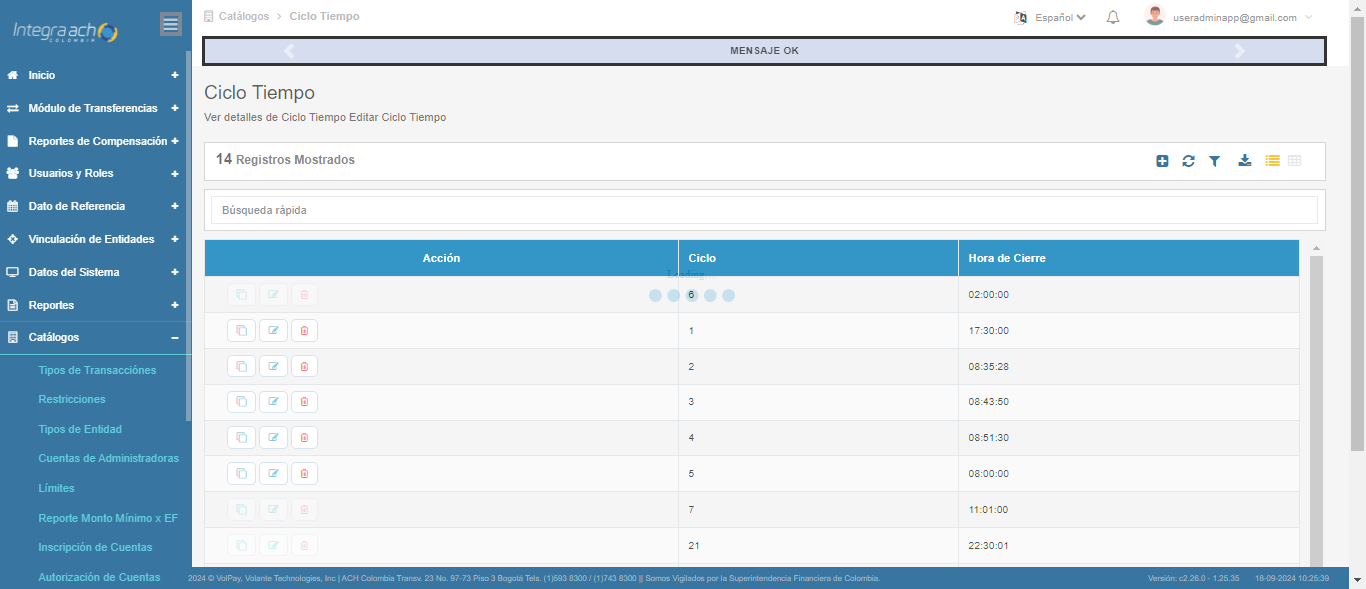 Integra ach
COLOMBIA
Catálogos > Ciclo Tiempo
Español
useradminapp@gmail.com
MENSAJE OK
Inicio
Módulo de Transferencias
Reportes de Compensación
Usuarios y Roles
Dato de Referencia
Vinculación de Entidades
Datos del Sistema
Reportes
Catálogos
Tipos de Transacciónes
Restricciones
Tipos de Entidad
Cuentas de Administradoras
Límites
Reporte Monto Mínimo x EF
Inscripción de Cuentas
Autorización de Cuentas
Ciclo Tiempo
Ver detalles de Ciclo Tiempo Editar Ciclo Tiempo
14 Registros Mostrados
Búsqueda rápida
Acción Ciclo Hora de Cierre
Loading
6 02:00:00
1 17:30:00
2 08:35:28
3 08:43:50
4 08:51:30
5 08:00:00
7 11:01:00
21 22:30:01
2024 © VolPay, Volante Technologies, Inc | ACH Colombia Transv. 23 No. 97-73 Piso 3 Bogotá Tels. (1)593 8300 / (1)743 8300 || Somos Vigilados por la Superintendencia Financiera de Colombia.
Versión: c2.26.0 - 1.25.35 18-09-2024 10:25:39